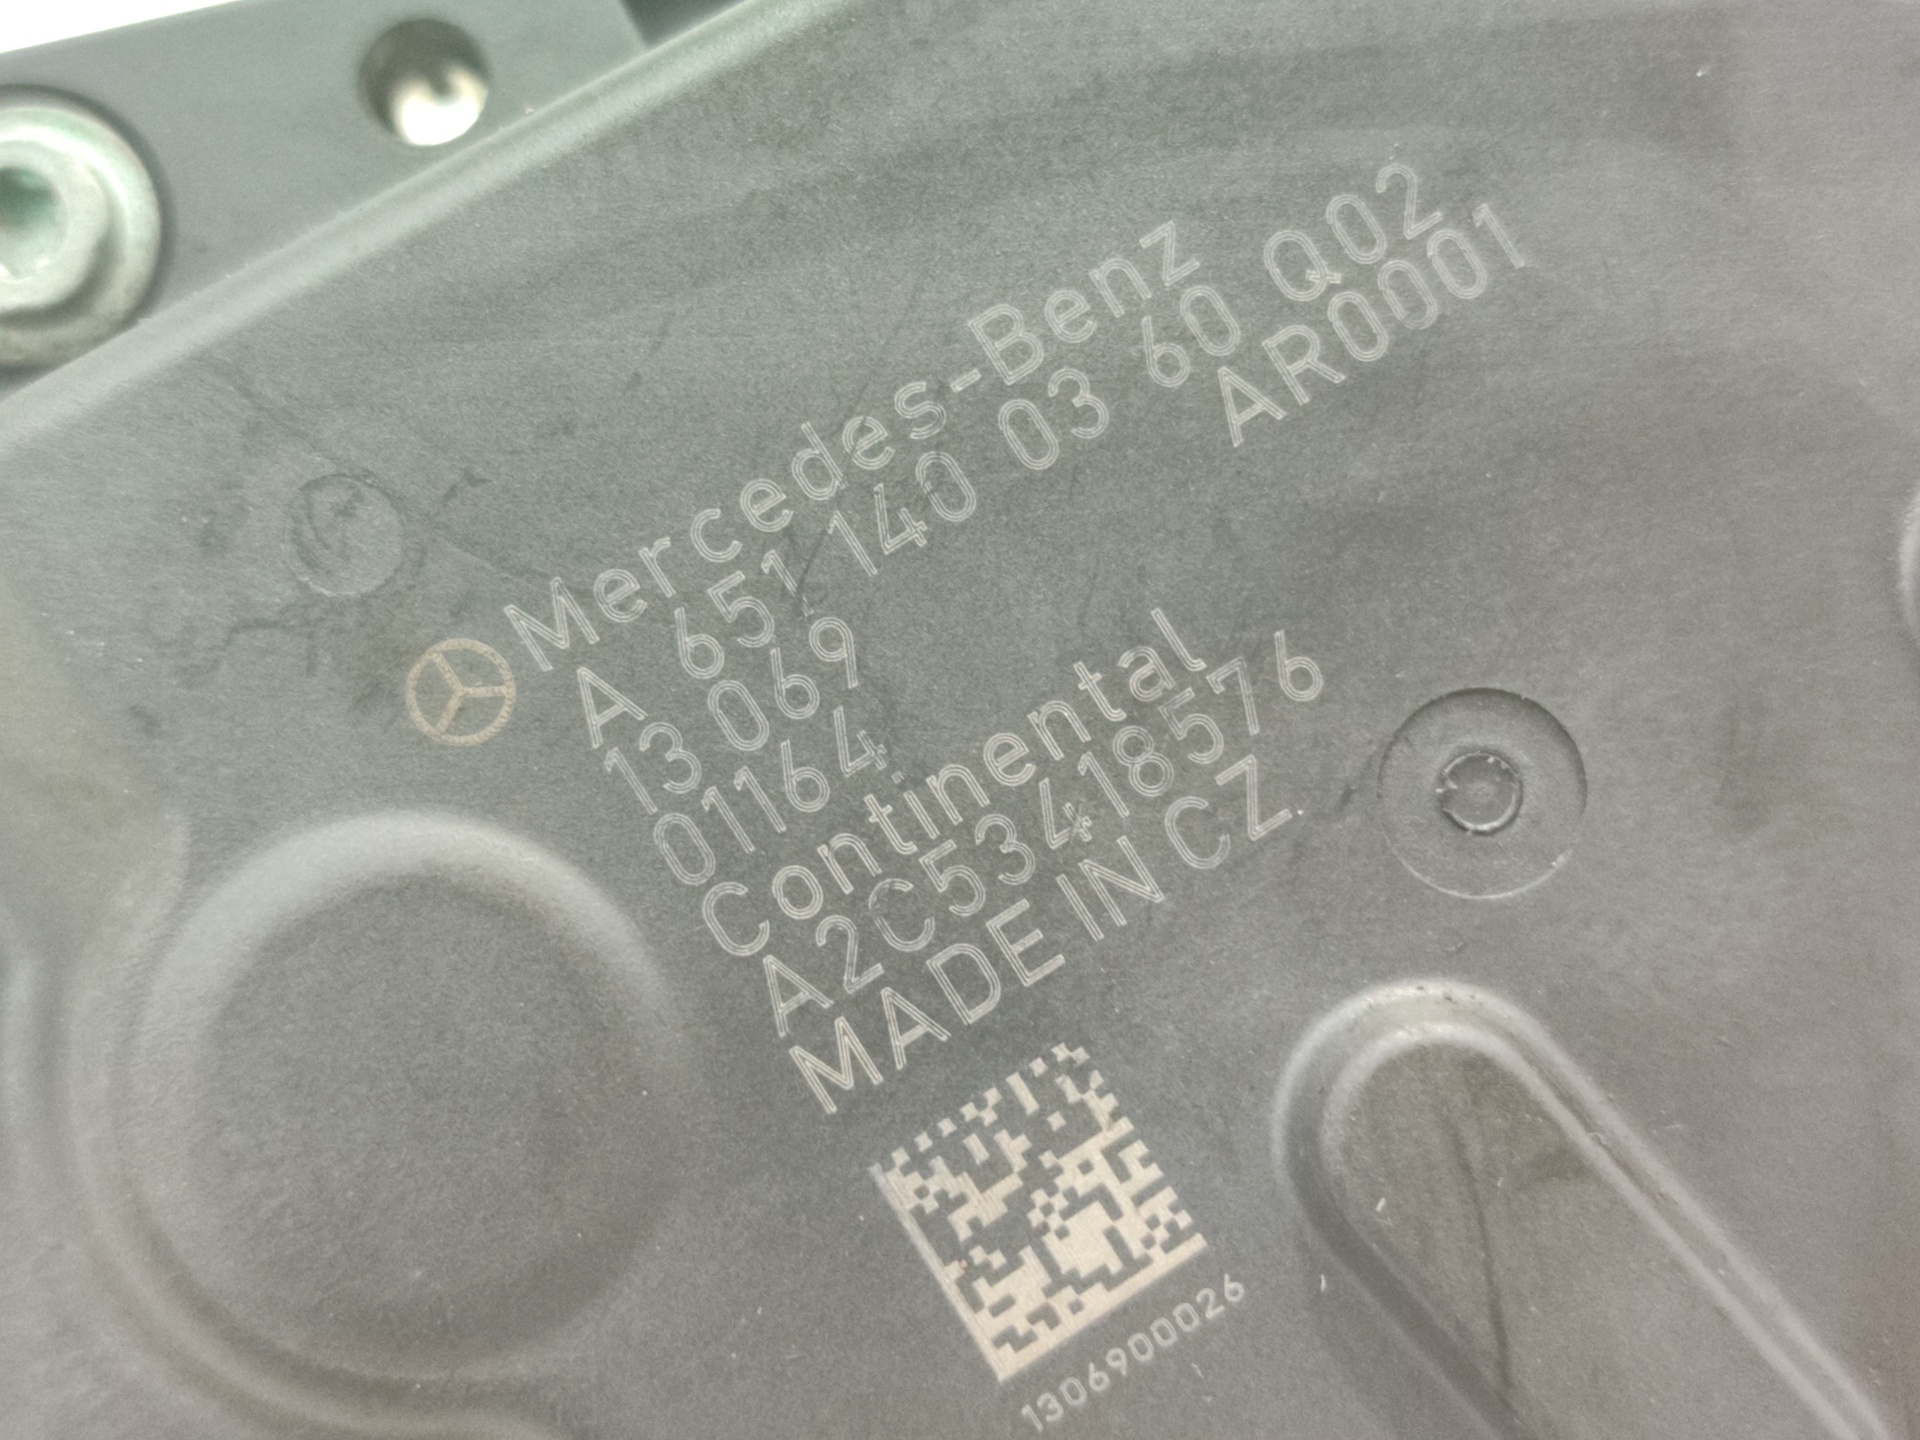 Mercedes-Benz
A 651 140 03 60 Q02
13 069 AR0001
01164
Continental
A2C53418576
MADE IN CZ.
1306900026